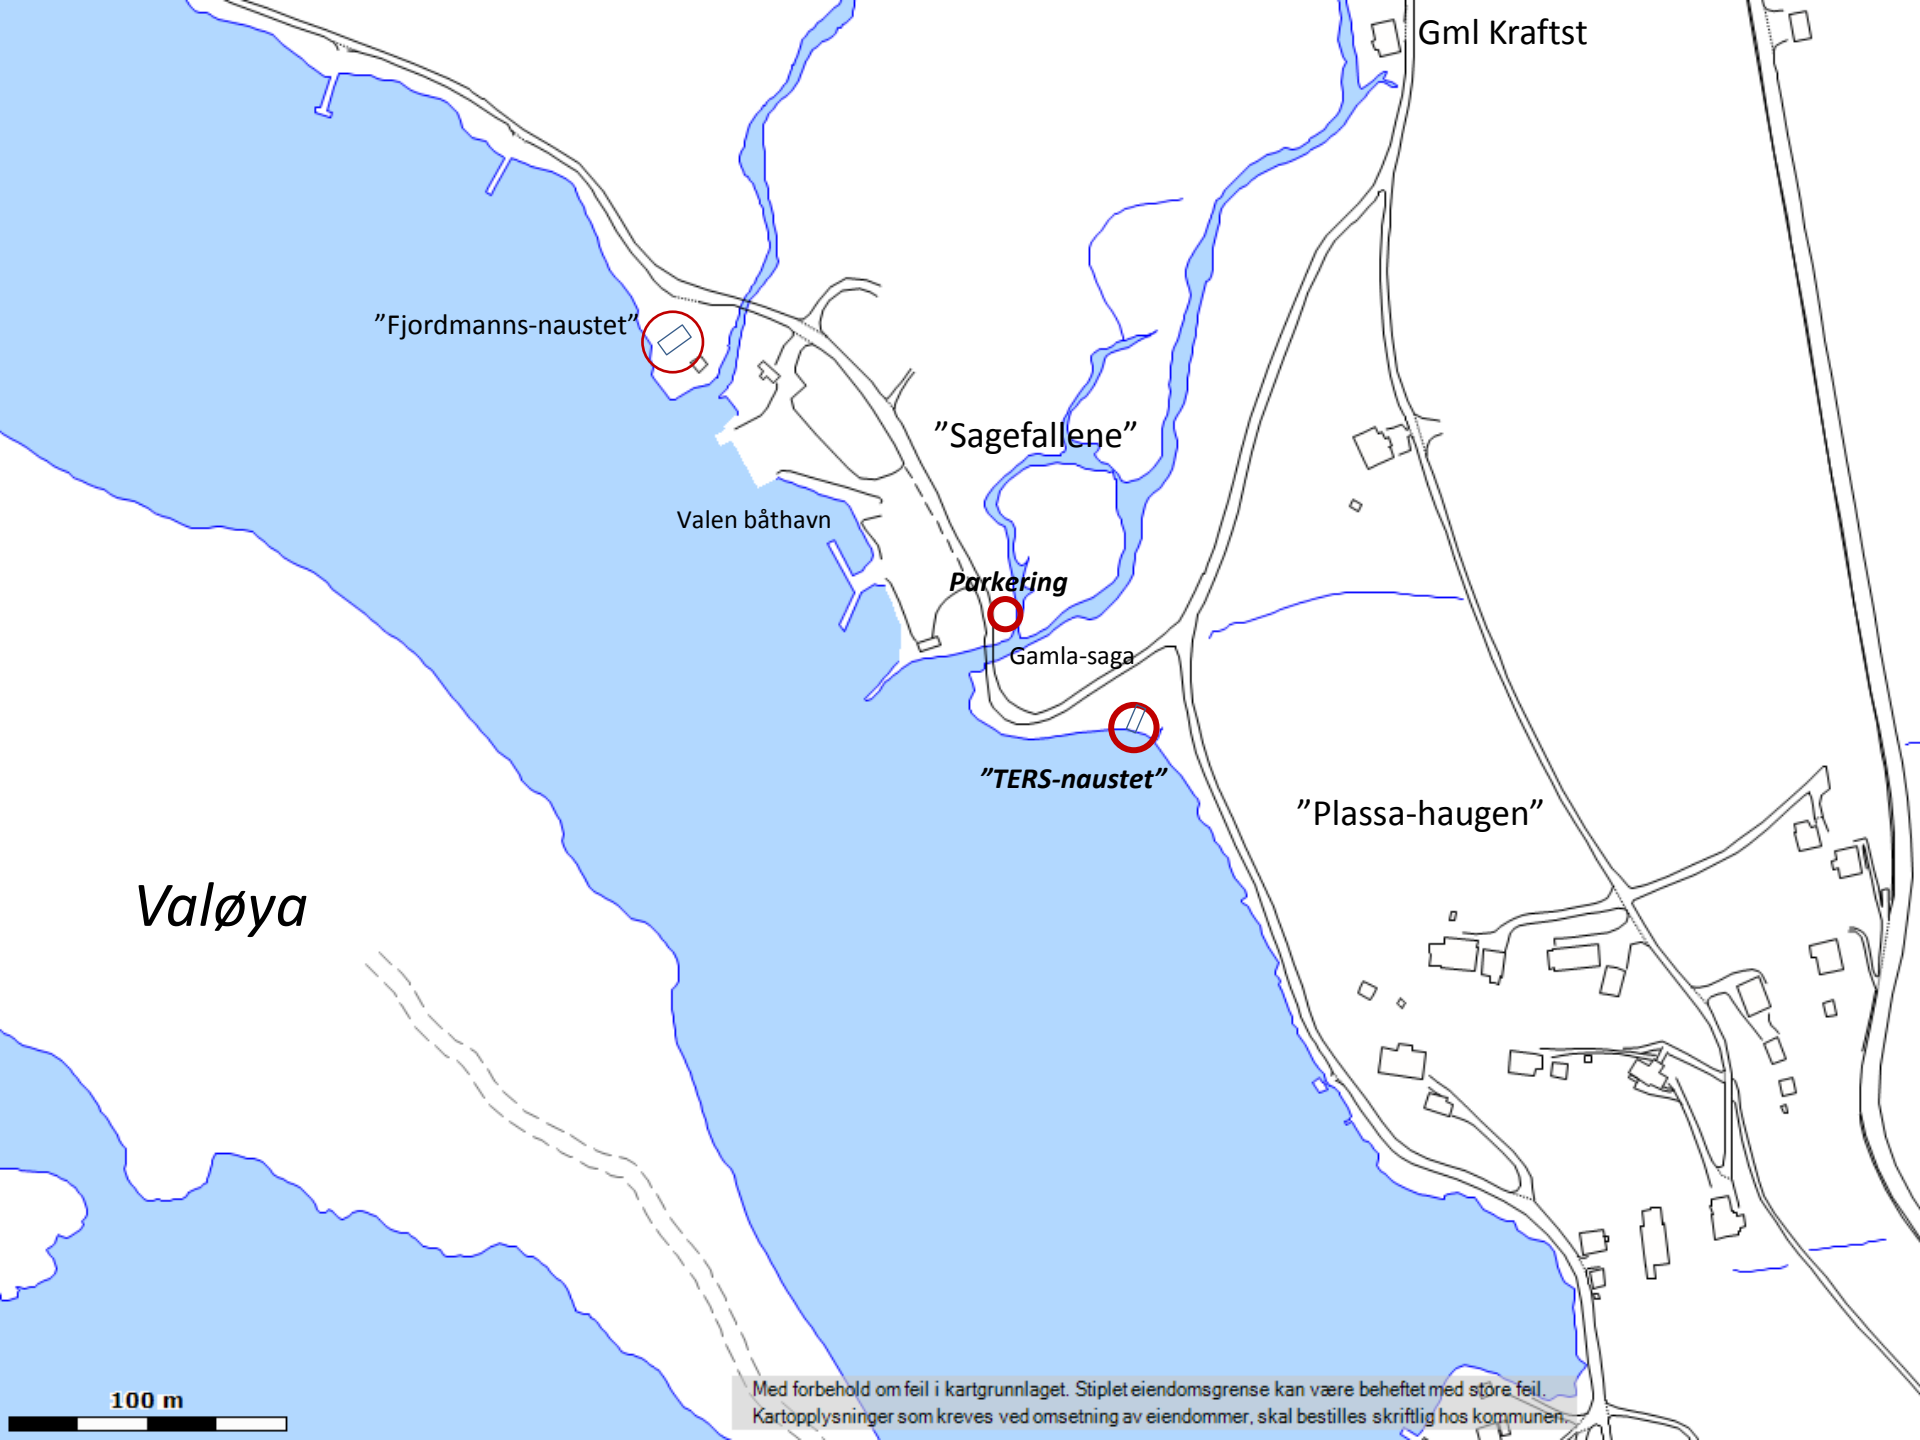 Gml Kraftst
”Fjordmanns-naustet”
”Sagefallene”
Valen båthavn
Parkering
Gamla-saga
”TERS-naustet”
”Plassa-haugen”
Valøya
100 m
Med forbehold om feil i kartgrunnlaget. Stiplet eiendomsgrense kan være beheftet med store feil.
Kartopplysninger som kreves ved omsetning av eiendommer, skal bestilles skriftlig hos kommunen.